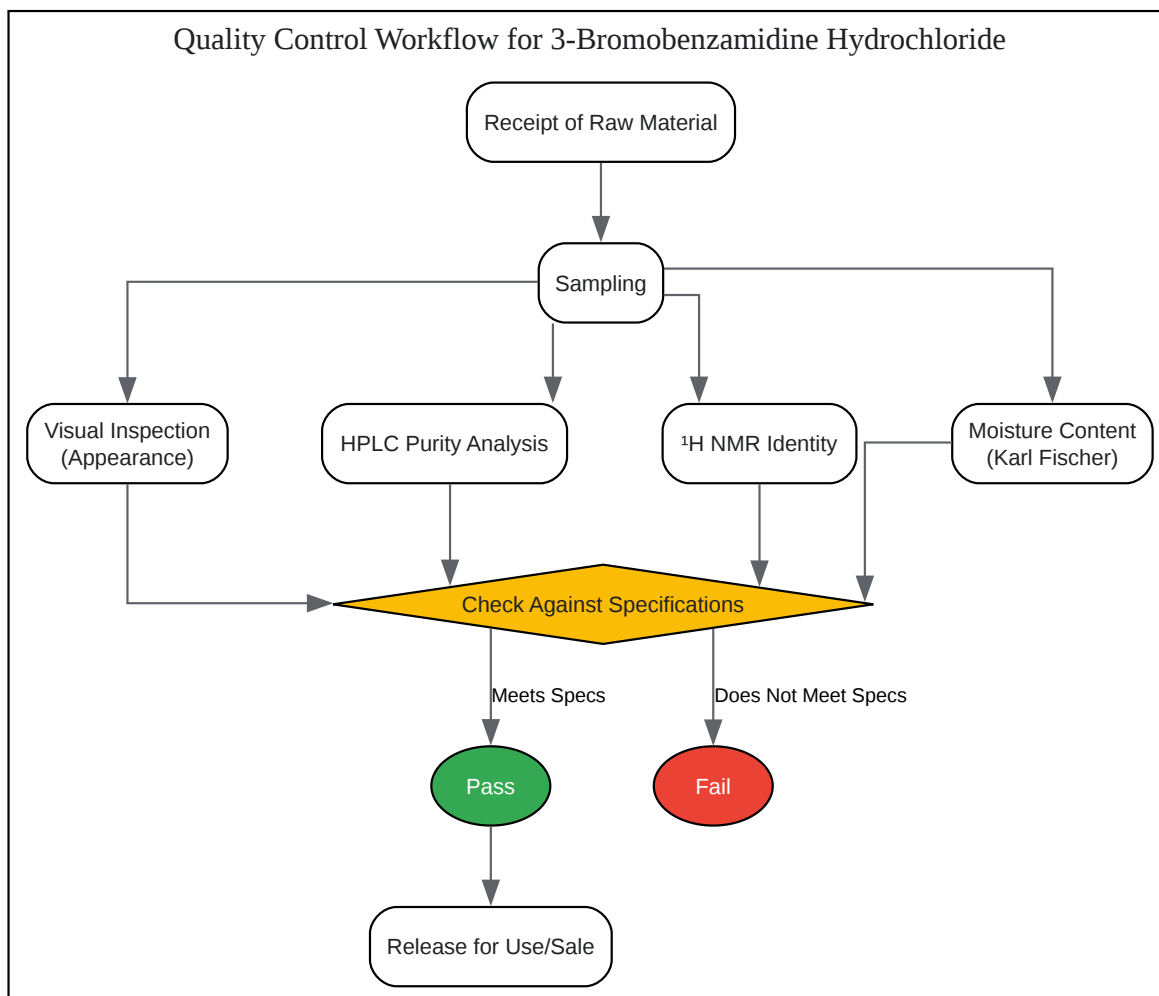 Quality Control Workflow for 3-Bromobenzamidine Hydrochloride
Receipt of Raw Material
Sampling
Visual Inspection
(Appearance)
HPLC Purity Analysis
¹H NMR Identity
Moisture Content
(Karl Fischer)
Check Against Specifications
Meets Specs
Does Not Meet Specs
Pass
Fail
Release for Use/Sale